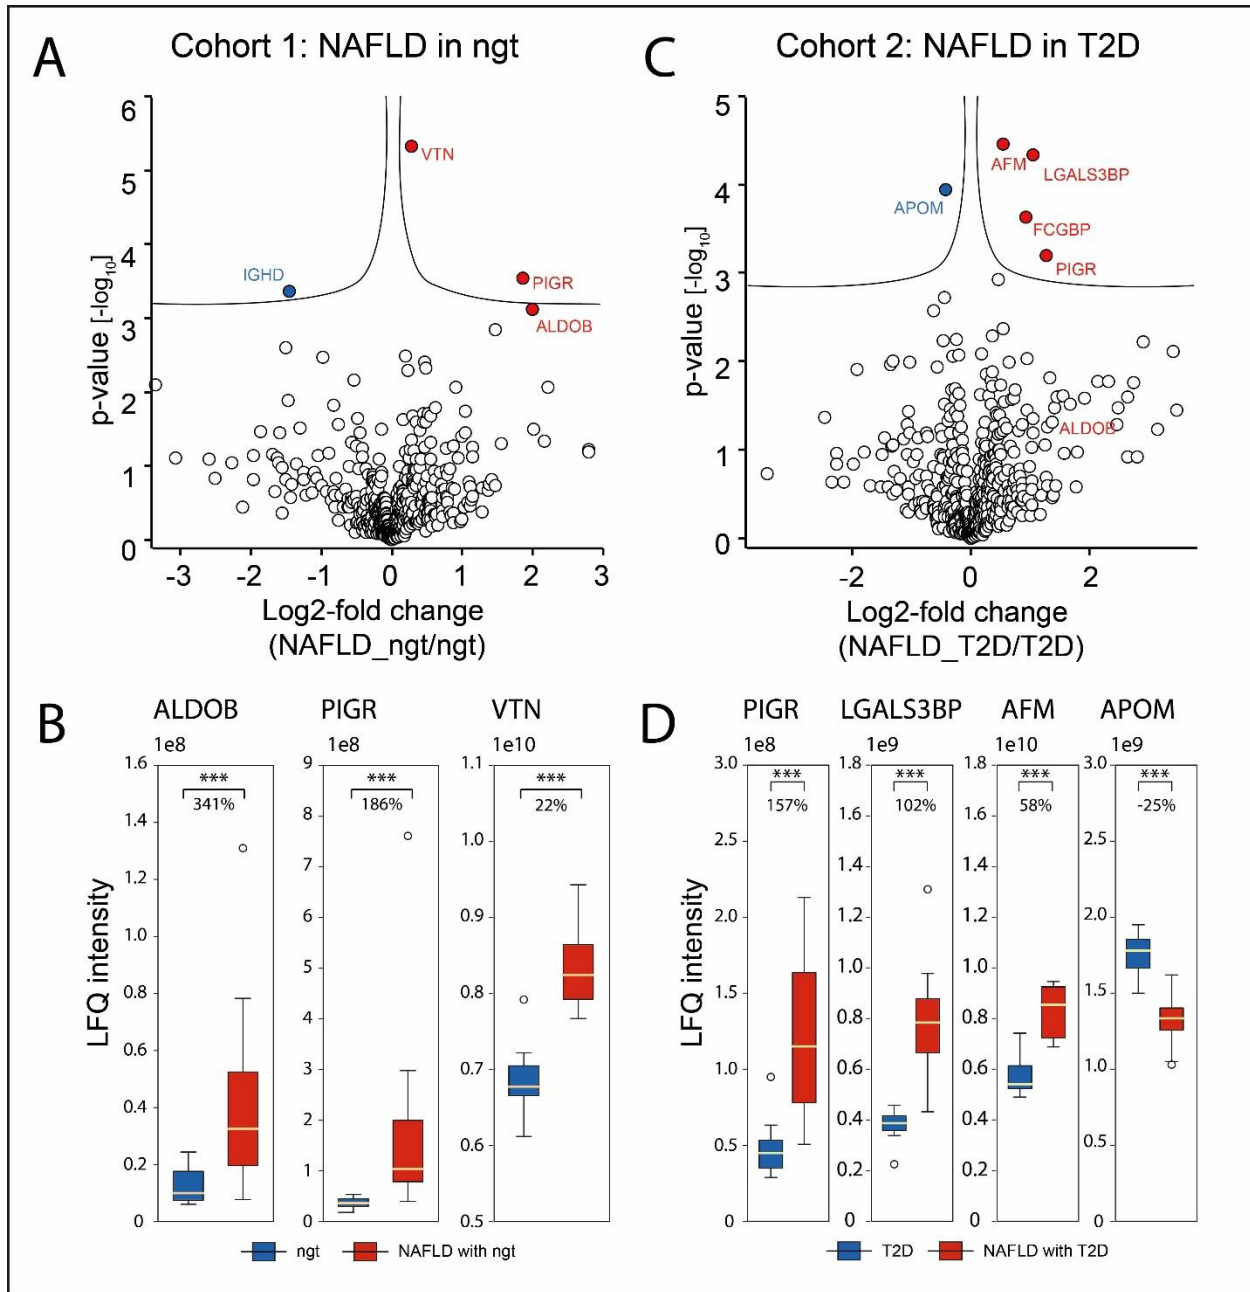 A
Cohort 1: NAFLD in ngt
p-value [-log10]
6
5
4
3
2
1
0
VTN
IGHD
PIGR
ALDOB
-3 -2 -1 0 1 2 3
Log2-fold change
(NAFLD_ngt/ngt)
C
Cohort 2: NAFLD in T2D
p-value [-log10]
5
4
3
2
1
0
AFM
LGALS3BP
APOM
FCGBP
PIGR
ALDOB
-2 0 2
Log2-fold change
(NAFLD_T2D/T2D)
B
LFQ intensity
ALDOB
1e8
1.6
1.4
1.2
1.0
0.8
0.6
0.4
0.2
0
***
341%
PIGR
1e8
9
8
7
6
5
4
3
2
1
0
***
186%
VTN
1e10
1.1
1.0
0.9
0.8
0.7
0.6
0.5
***
22%
ngt NAFLD with ngt
D
LFQ intensity
PIGR
1e8
3.0
2.5
2.0
1.5
1.0
0.5
0
***
157%
LGALS3BP
1e9
1.8
1.6
1.4
1.2
1.0
0.8
0.6
0.4
0.2
0
***
102%
AFM
1e10
1.8
1.6
1.4
1.2
1.0
0.8
0.6
0.4
0.2
0
***
58%
APOM
1e9
3.0
2.5
2.0
1.5
1.0
0.5
0
***
-25%
T2D NAFLD with T2D